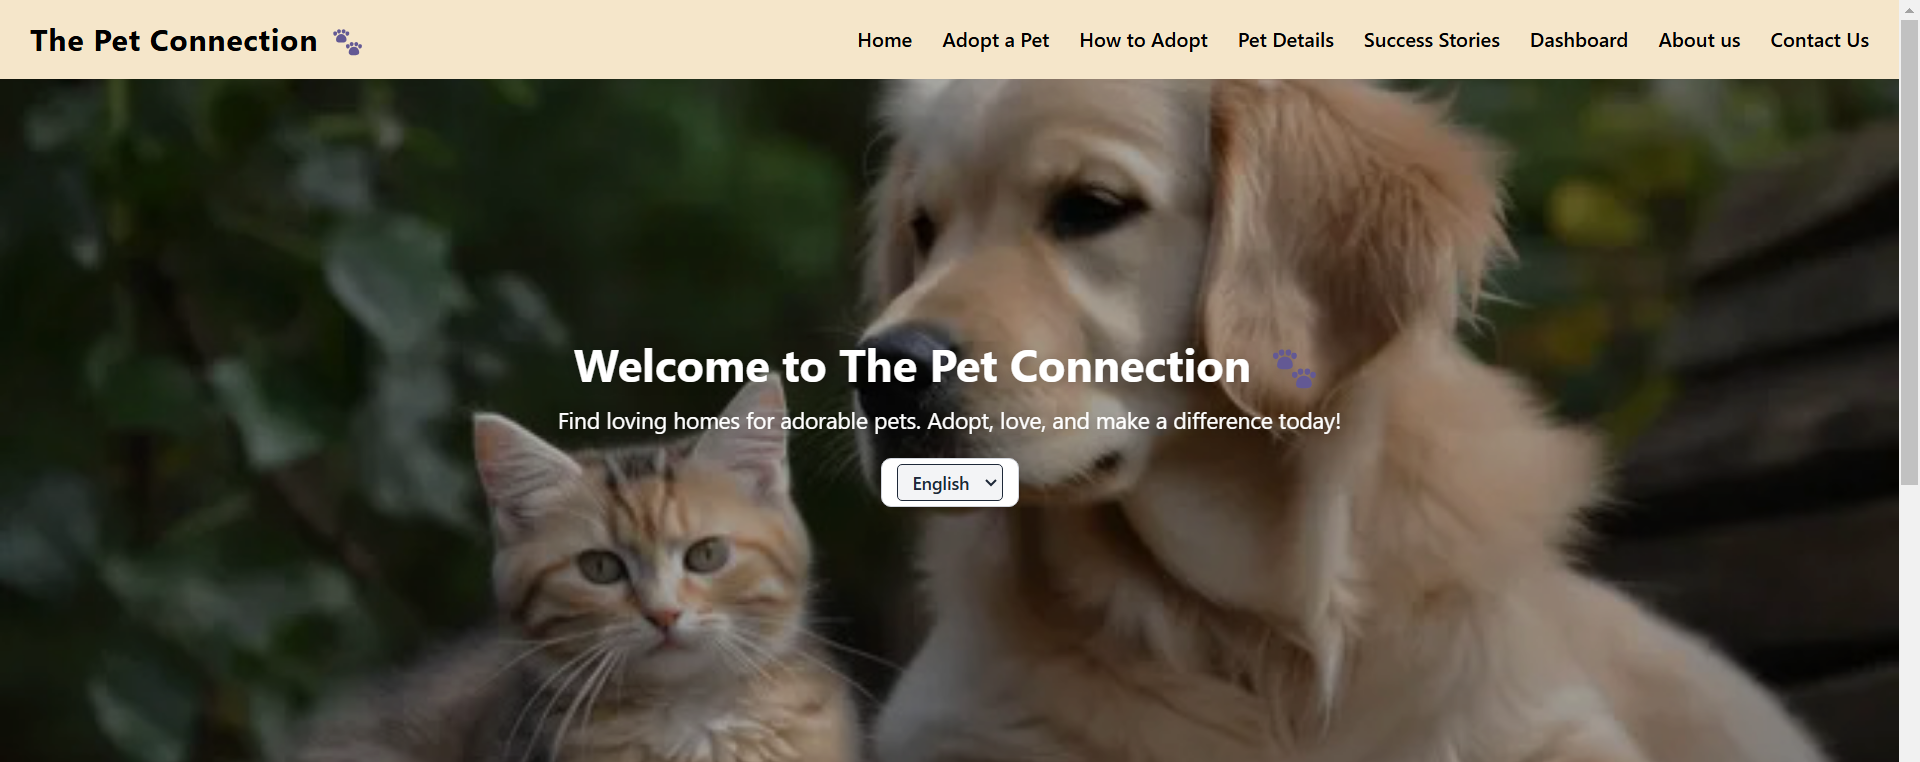 The Pet Connection 🐾
Home Adopt a Pet How to Adopt Pet Details Success Stories Dashboard About us Contact Us
Welcome to The Pet Connection 🐾
Find loving homes for adorable pets. Adopt, love, and make a difference today!
English